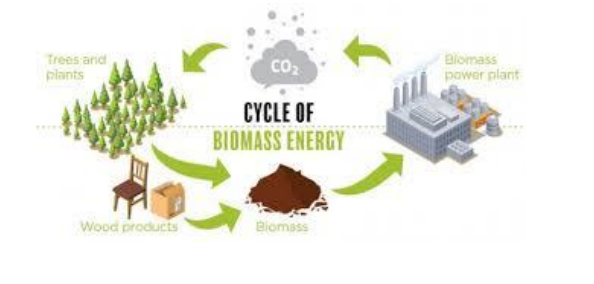 Trees and
plants
CO₂
Biomass
power plant
CYCLE OF
BIOMASS ENERGY
Wood products
Biomass